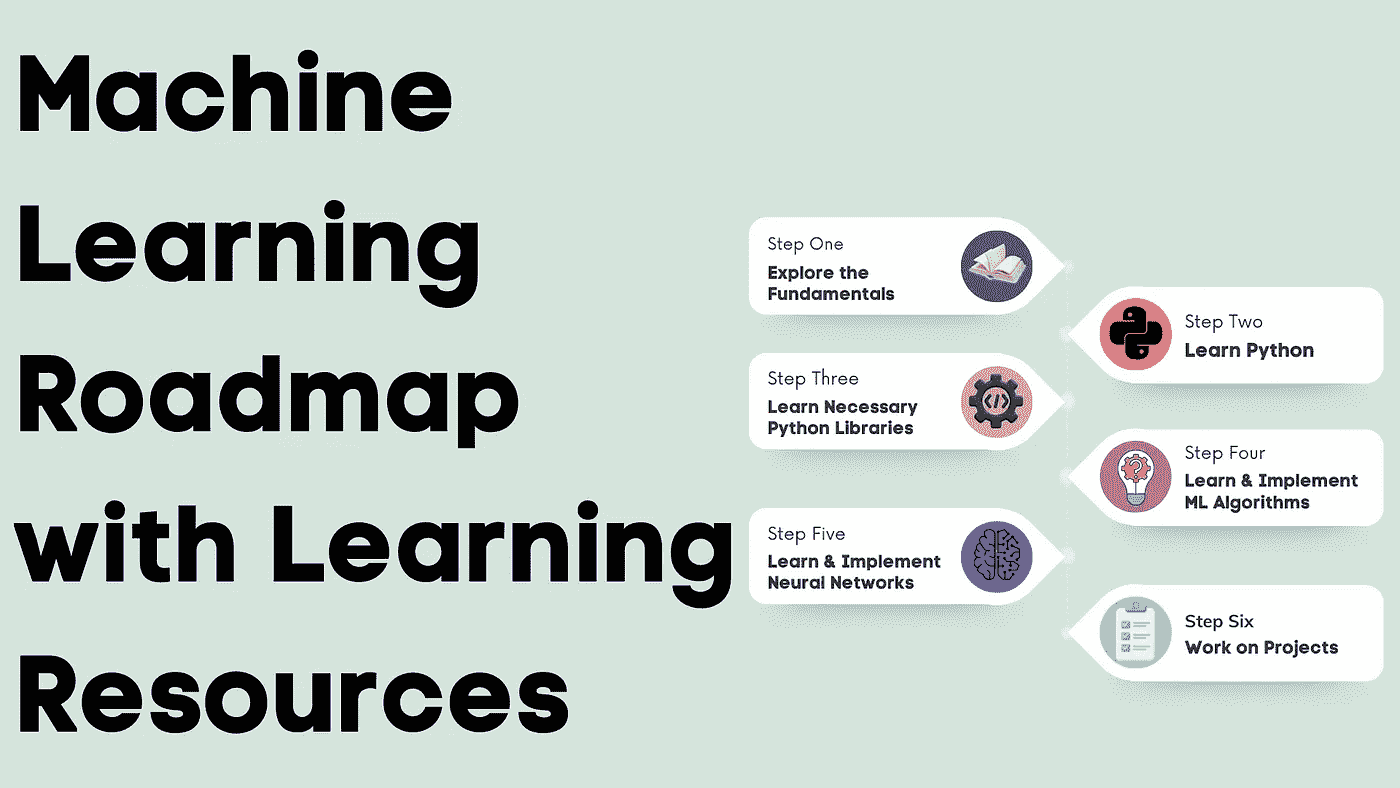 Machine
Learning
Roadmap
with Learning
Resources
Step One
Explore the
Fundamentals
Step Two
Learn Python
Step Three
Learn Necessary
Python Libraries
Step Four
Learn & Implement
ML Algorithms
Step Five
Learn & Implement
Neural Networks
Step Six
Work on Projects